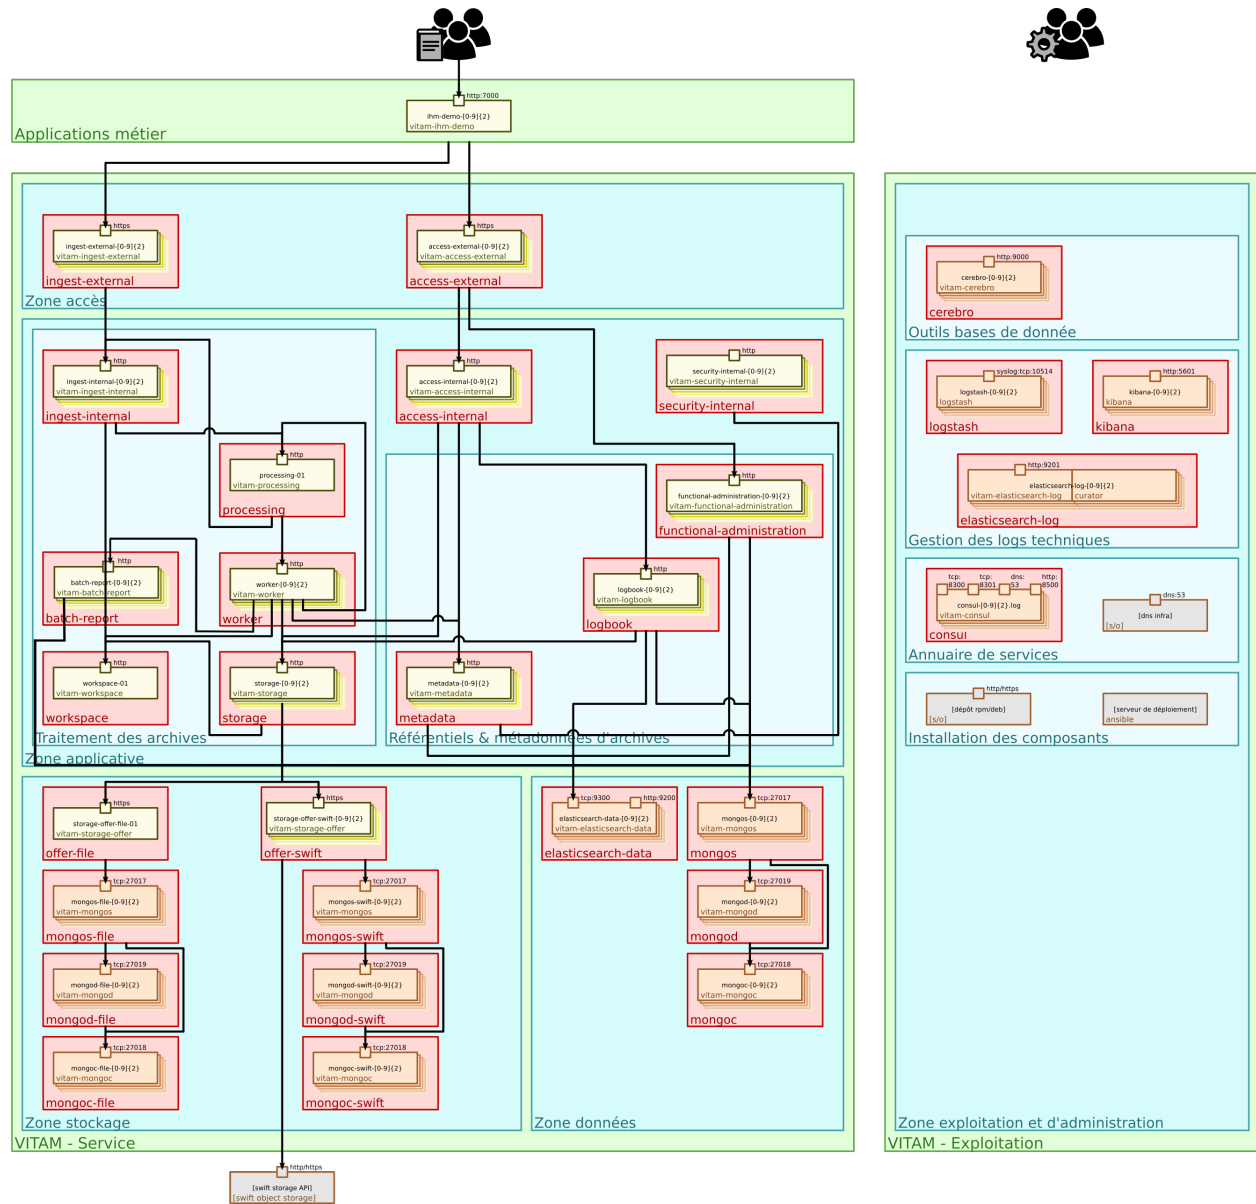 http:7000
ihm-demo-[0-9]{2}
vitam-ihm-demo
Applications métier
https
ingest-external-[0-9]{2}
vitam-ingest-external
ingest-external
https
access-external-[0-9]{2}
vitam-access-external
access-external
Zone accès
http
ingest-internal-[0-9]{2}
vitam-ingest-internal
ingest-internal
http
access-internal-[0-9]{2}
vitam-access-internal
access-internal
http
security-internal-[0-9]{2}
vitam-security-internal
security-internal
http
processing-01
vitam-processing
processing
http
functional-administration-[0-9]{2}
vitam-functional-administration
functional-administration
http
batch-report-[0-9]{2}
vitam-batch-report
batch-report
http
worker-[0-9]{2}
vitam-worker
worker
http
logbook-[0-9]{2}
vitam-logbook
logbook
http
workspace-01
vitam-workspace
workspace
http
storage-[0-9]{2}
vitam-storage
storage
http
metadata-[0-9]{2}
vitam-metadata
metadata
Traitement des archives
Référentiels & métadonnées d'archives
Zone applicative
https
storage-offer-file-01
vitam-storage-offer
offer-file
https
storage-offer-swift-[0-9]{2}
vitam-storage-offer
offer-swift
tcp:9300
http:9200
elasticsearch-data-[0-9]{2}
vitam-elasticsearch-data
elasticsearch-data
tcp:27017
mongos-[0-9]{2}
vitam-mongos
mongos
tcp:27017
mongos-file-[0-9]{2}
vitam-mongos
mongos-file
tcp:27017
mongos-swift-[0-9]{2}
vitam-mongos
mongos-swift
tcp:27019
mongod-[0-9]{2}
vitam-mongod
mongod
tcp:27019
mongod-file-[0-9]{2}
vitam-mongod
mongod-file
tcp:27019
mongod-swift-[0-9]{2}
vitam-mongod
mongod-swift
tcp:27018
mongoc-[0-9]{2}
vitam-mongoc
mongoc
tcp:27018
mongoc-file-[0-9]{2}
vitam-mongoc
mongoc-file
tcp:27018
mongoc-swift-[0-9]{2}
vitam-mongoc
mongoc-swift
Zone stockage
Zone données
VITAM - Service
http/https
[swift storage API]
[swift object storage]
http:9000
cerebro-[0-9]{2}
vitam-cerebro
cerebro
Outils bases de donnée
syslog:tcp:10514
logstash-[0-9]{2}
logstash
logstash
http:5601
kibana-[0-9]{2}
kibana
kibana
http:9201
elasticsearch-log-[0-9]{2}
vitam-elasticsearch-log
curator
elasticsearch-log
Gestion des logs techniques
tcp: tcp: dns: http:
8300 8301 53 8500
consul-[0-9]{2}.log
vitam-consul
consul
dns:53
[dns infra]
[s/o]
Annuaire de services
http/https
[dépôt rpm/deb]
[s/o]
[serveur de déploiement]
ansible
Installation des composants
Zone exploitation et d'administration
VITAM - Exploitation